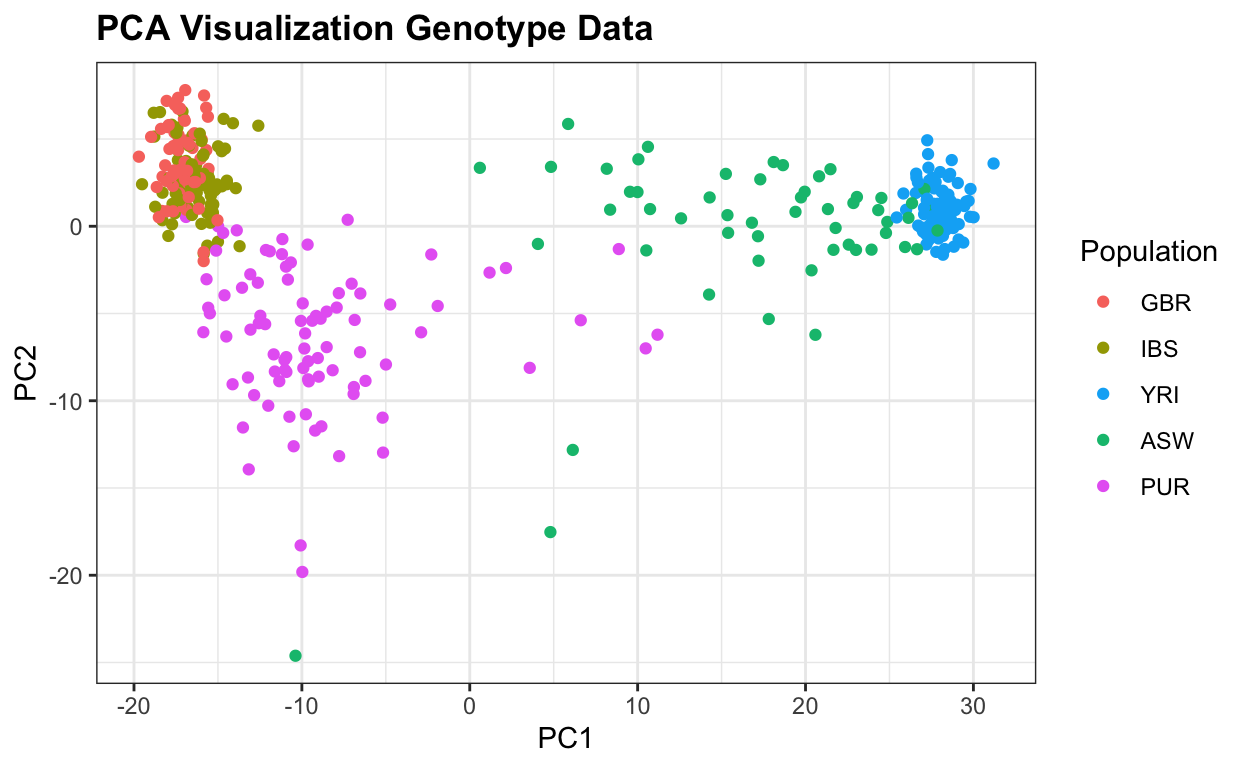 PCA Visualization Genotype Data
PC2
0
-10
-20
-20
-10
0
10
20
30
PC1
Population
GBR
IBS
YRI
ASW
PUR